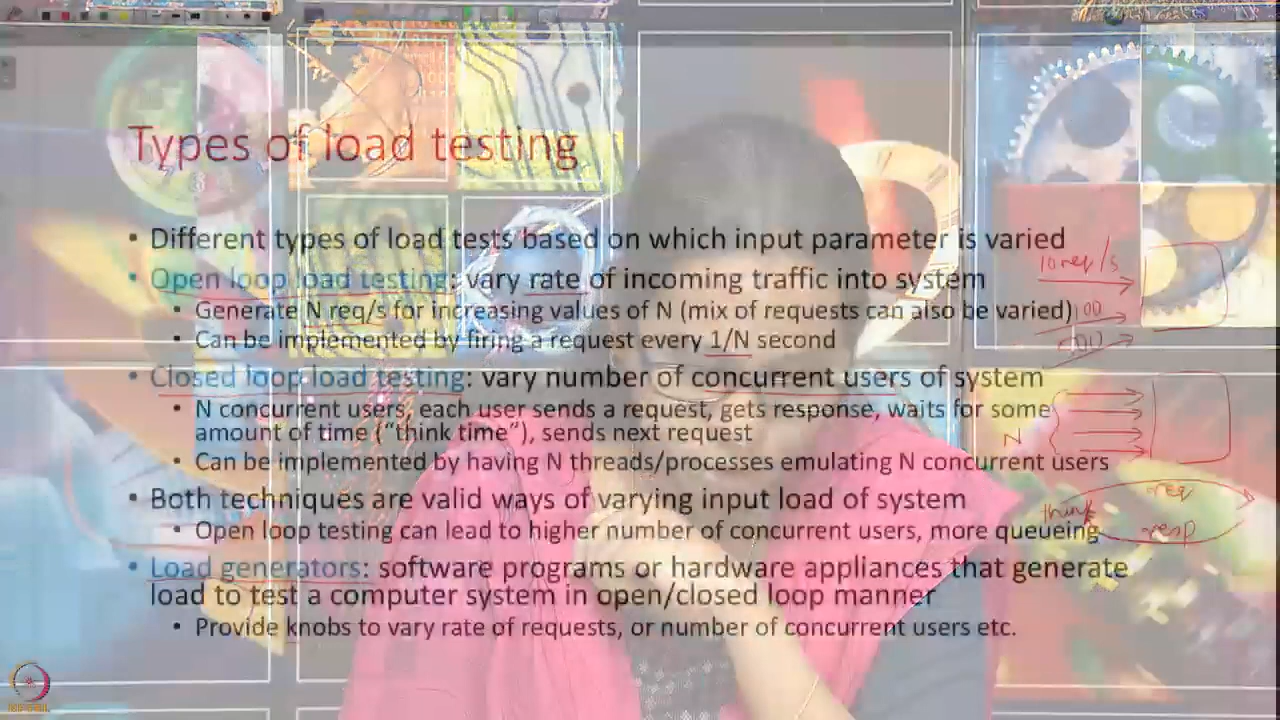 Types of load testing
• Different types of load tests based on which input parameter is varied
• Open loop load testing: vary rate of incoming traffic into system
10 req/s
• Generate N req/s for increasing values of N (mix of requests can also be varied)
100
• Can be implemented by firing a request every 1/N second
• Closed loop load testing: vary number of concurrent users of system
• N concurrent users, each user sends a request, gets response, waits for some
amount of time ("think time"), sends next request
N
• Can be implemented by having N threads/processes emulating N concurrent users
• Both techniques are valid ways of varying input load of system
req
think
• Open loop testing can lead to higher number of concurrent users, more queueing
resp
• Load generators: software programs or hardware appliances that generate
load to test a computer system in open/closed loop manner
• Provide knobs to vary rate of requests, or number of concurrent users etc.
NPTEL